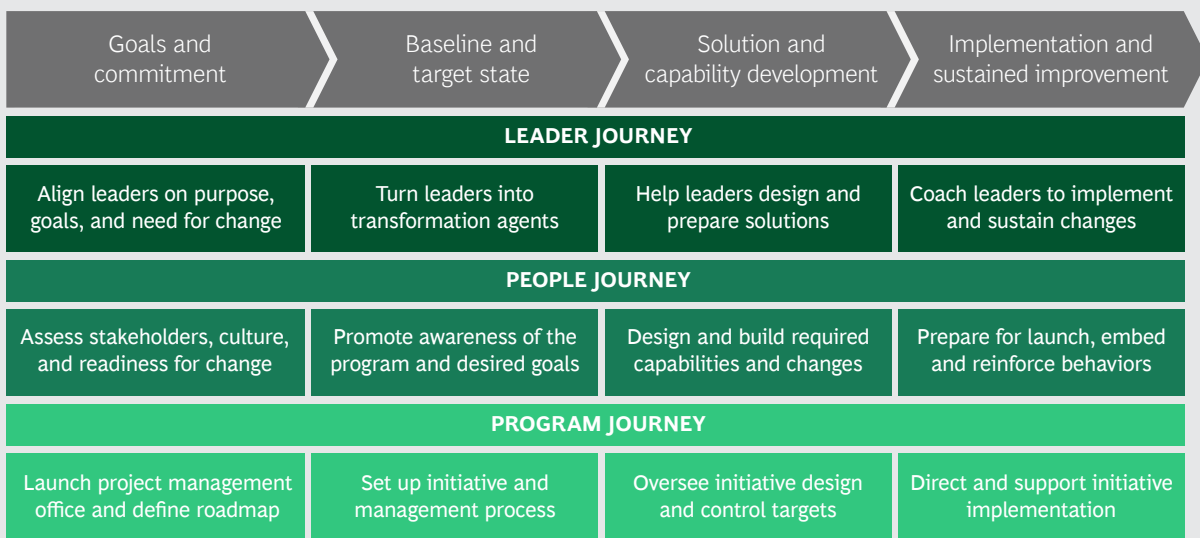 Goals and
commitment
Baseline and
target state
Solution and
capability development
Implementation and
sustained improvement
LEADER JOURNEY
Align leaders on purpose,
goals, and need for change
Turn leaders into
transformation agents
Help leaders design and
prepare solutions
Coach leaders to implement
and sustain changes
PEOPLE JOURNEY
Assess stakeholders, culture,
and readiness for change
Promote awareness of the
program and desired goals
Design and build required
capabilities and changes
Prepare for launch, embed
and reinforce behaviors
PROGRAM JOURNEY
Launch project management
office and define roadmap
Set up initiative and
management process
Oversee initiative design
and control targets
Direct and support initiative
implementation